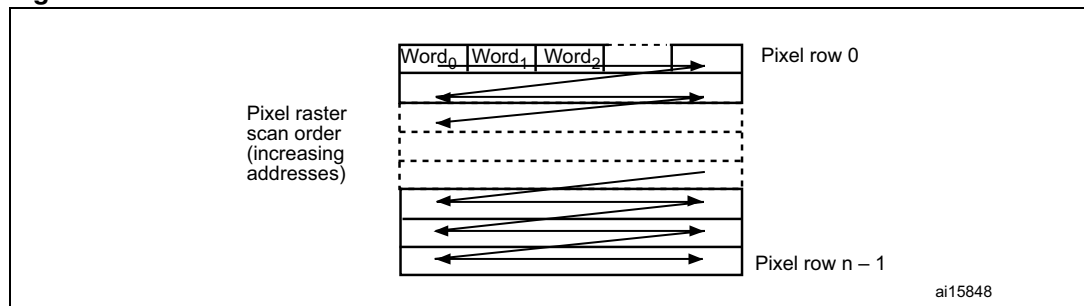 Word0 Word1 Word2
Pixel row 0
Pixel raster
scan order
(increasing
addresses)
Pixel row n – 1
ai15848